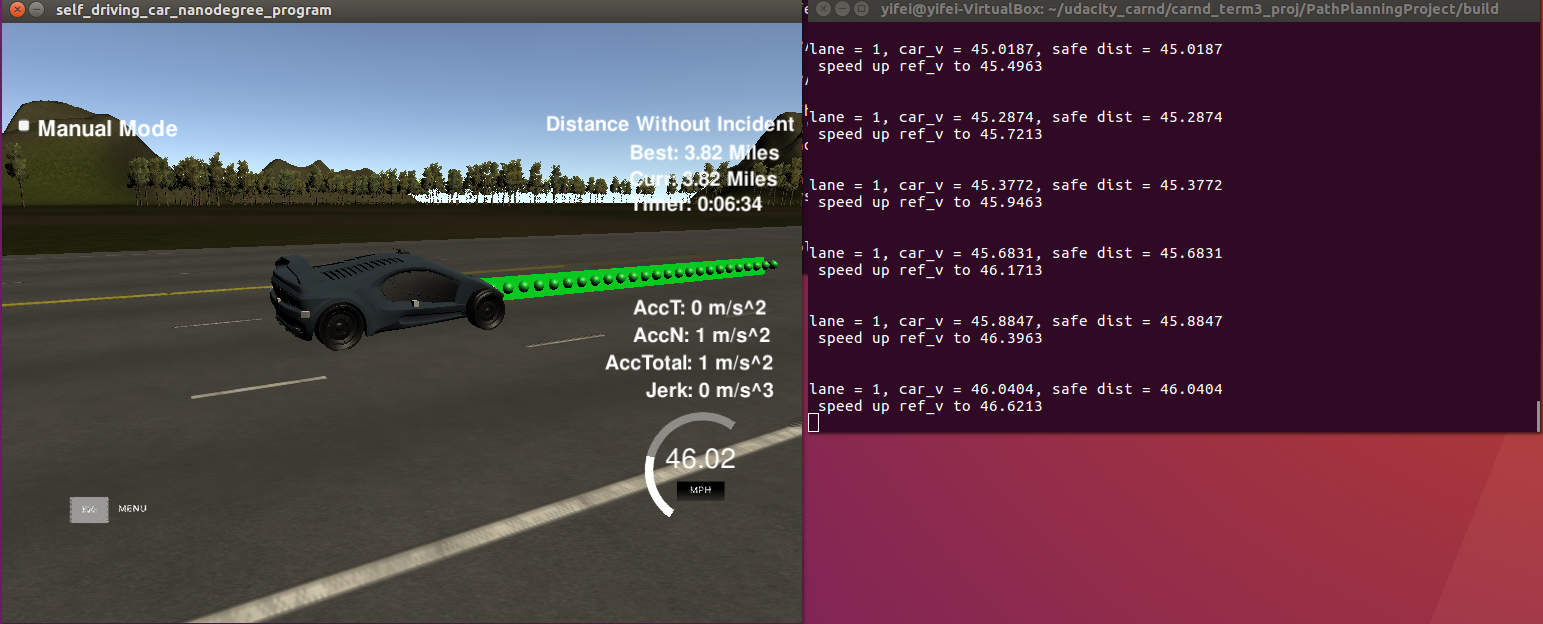 self_driving_car_nanodegree_program
Manual Mode
Distance Without Incident
Best: 3.82 Miles
Curr: 3.82 Miles
Timer: 0:06:34
AccT: 0 m/s^2
AccN: 1 m/s^2
AccTotal: 1 m/s^2
Jerk: 0 m/s^3
46.02
MPH
MENU
yifei@yifei-VirtualBox: ~/udacity_carnd/carnd_term3_proj/PathPlanningProject/build
lane = 1, car_v = 45.0187, safe dist = 45.0187
speed up ref_v to 45.4963
lane = 1, car_v = 45.2874, safe dist = 45.2874
speed up ref_v to 45.7213
lane = 1, car_v = 45.3772, safe dist = 45.3772
speed up ref_v to 45.9463
lane = 1, car_v = 45.6831, safe dist = 45.6831
speed up ref_v to 46.1713
lane = 1, car_v = 45.8847, safe dist = 45.8847
speed up ref_v to 46.3963
lane = 1, car_v = 46.0404, safe dist = 46.0404
speed up ref_v to 46.6213